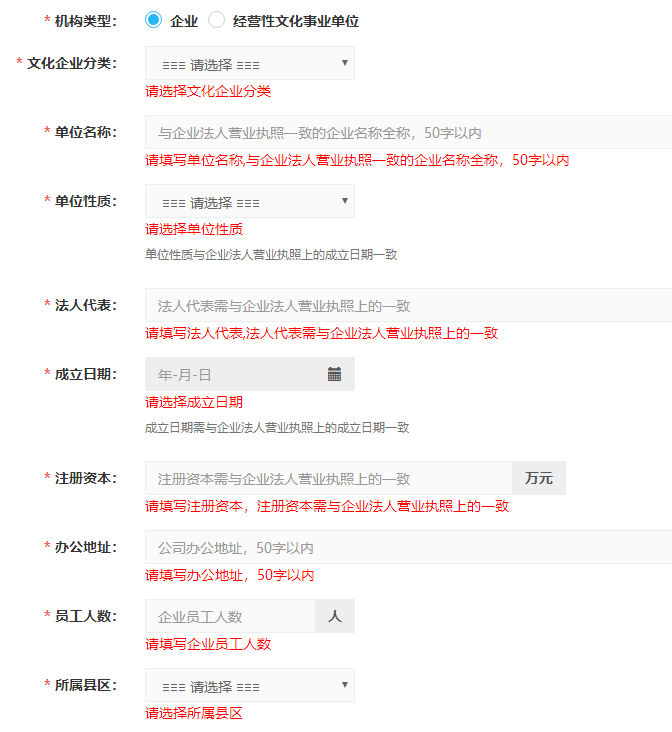 * 机构类型： 企业 经营性文化事业单位
* 文化企业分类： === 请选择 ===
请选择文化企业分类
* 单位名称： 与企业法人营业执照一致的企业名称全称，50字以内
请填写单位名称,与企业法人营业执照一致的企业名称全称，50字以内
* 单位性质： === 请选择 ===
请选择单位性质
单位性质与企业法人营业执照上的成立日期一致
* 法人代表： 法人代表需与企业法人营业执照上的一致
请填写法人代表,法人代表需与企业法人营业执照上的一致
* 成立日期： 年-月-日
请选择成立日期
成立日期需与企业法人营业执照上的成立日期一致
* 注册资本： 注册资本需与企业法人营业执照上的一致 万元
请填写注册资本，注册资本需与企业法人营业执照上的一致
* 办公地址： 公司办公地址，50字以内
请填写办公地址，50字以内
* 员工人数： 企业员工人数 人
请填写企业员工人数
* 所属县区： === 请选择 ===
请选择所属县区